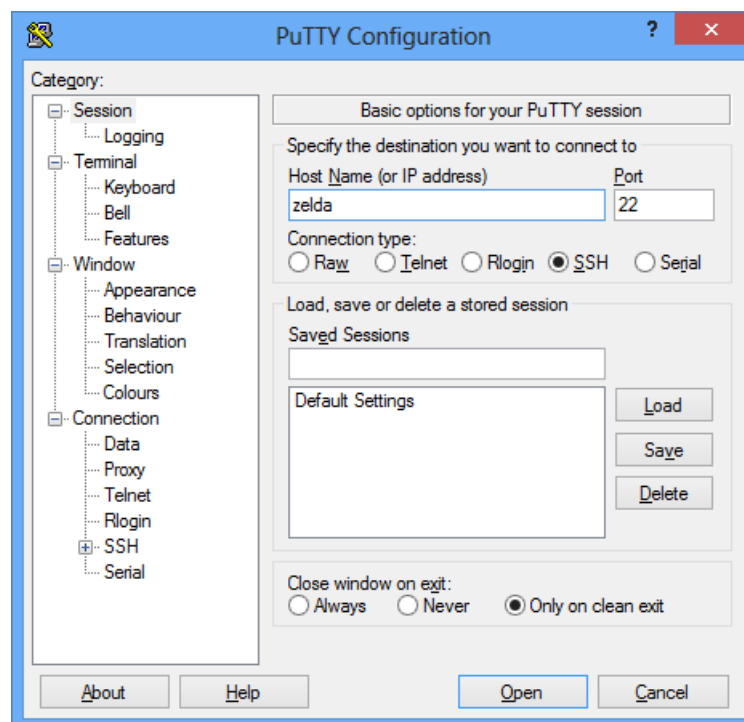 PuTTY Configuration
?
Category:
Session
Logging
Terminal
Keyboard
Bell
Features
Window
Appearance
Behaviour
Translation
Selection
Colours
Connection
Data
Proxy
Telnet
Rlogin
SSH
Serial
Basic options for your PuTTY session
Specify the destination you want to connect to
Host Name (or IP address) Port
zelda 22
Connection type:
Raw Telnet Rlogin SSH Serial
Load, save or delete a stored session
Saved Sessions
Default Settings
Load
Save
Delete
Close window on exit:
Always Never Only on clean exit
About Help Open Cancel